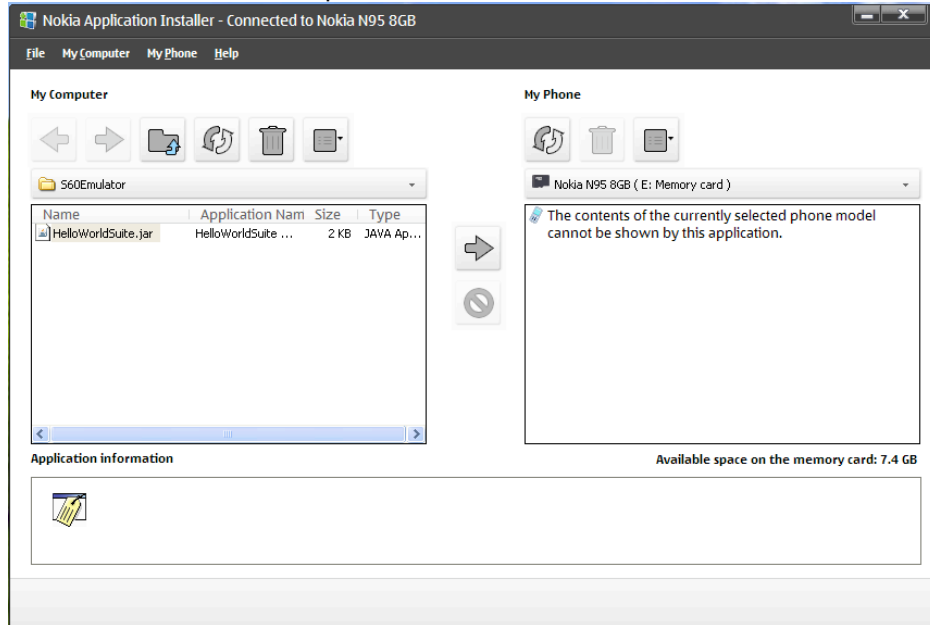 Nokia Application Installer - Connected to Nokia N95 8GB
File My Computer My Phone Help
My Computer
My Phone
S60Emulator
Nokia N95 8GB ( E: Memory card )
Name Application Nam Size Type
HelloWorldSuite.jar HelloWorldSuite ... 2 KB JAVA Ap...
The contents of the currently selected phone model
cannot be shown by this application.
Application information
Available space on the memory card: 7.4 GB